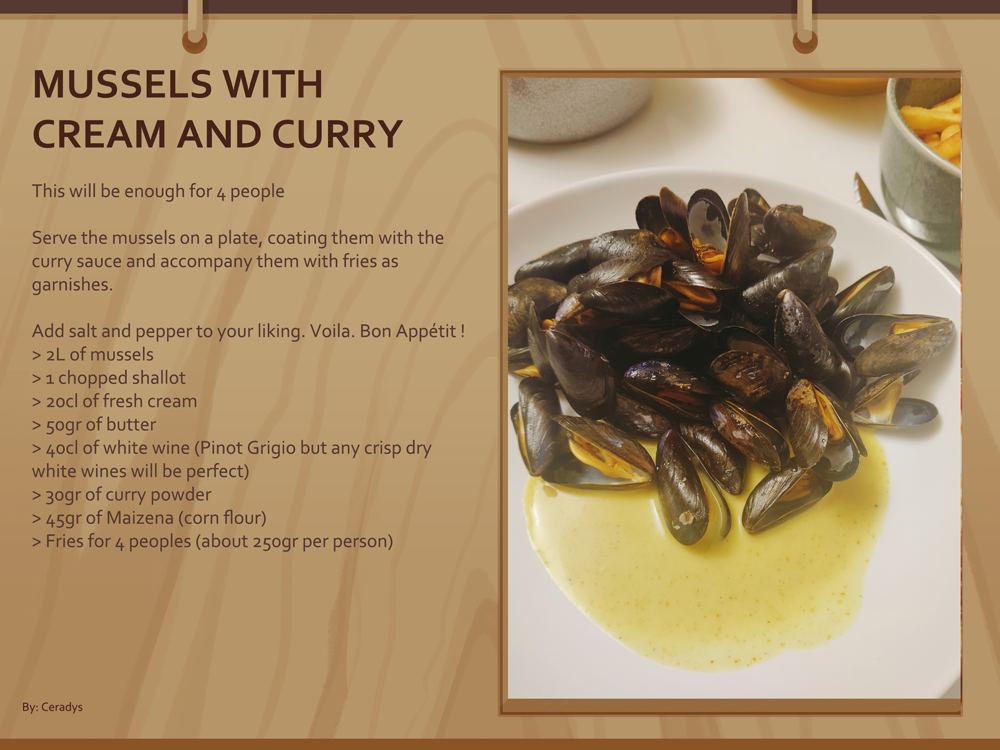 MUSSELS WITH
CREAM AND CURRY
This will be enough for 4 people
Serve the mussels on a plate, coating them with the
curry sauce and accompany them with fries as
garnishes.
Add salt and pepper to your liking. Voila. Bon Appétit !
> 2L of mussels
> 1 chopped shallot
> 20cl of fresh cream
> 50gr of butter
> 40cl of white wine (Pinot Grigio but any crisp dry
white wines will be perfect)
> 30gr of curry powder
> 45gr of Maizena (corn flour)
> Fries for 4 peoples (about 250gr per person)
By: Ceradys